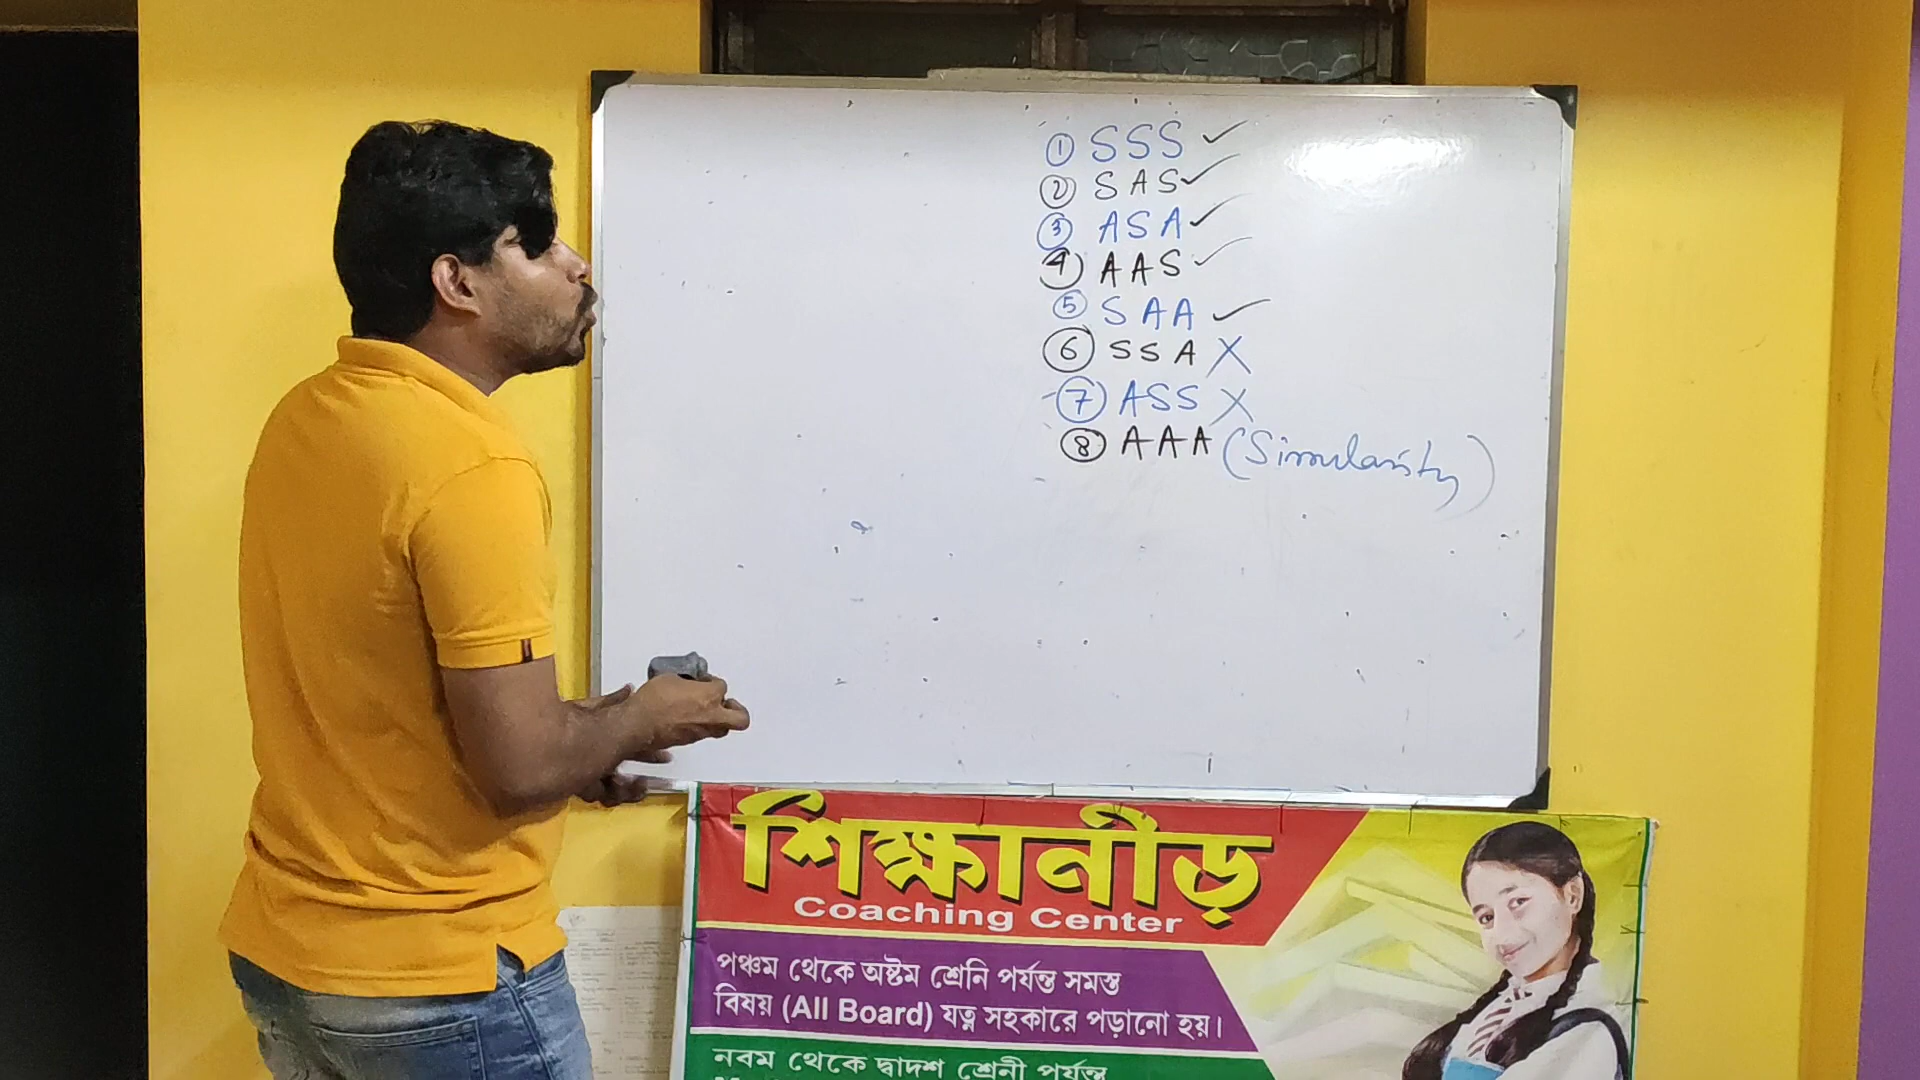 ① SSS ✓
② SAS ✓
③ ASA ✓
④ AAS ✓
⑤ SAA ✓
⑥ SSA X
⑦ ASS X
⑧ AAA (Simularity)
শিক্ষানীড়
Coaching Center
পঞ্চম থেকে অষ্টম শ্রেনি পর্যন্ত সমস্ত
বিষয় (All Board) যত্ন সহকারে পড়ানো হয়।
নবম থেকে দ্বাদশ শ্রেনী পর্যন্ত